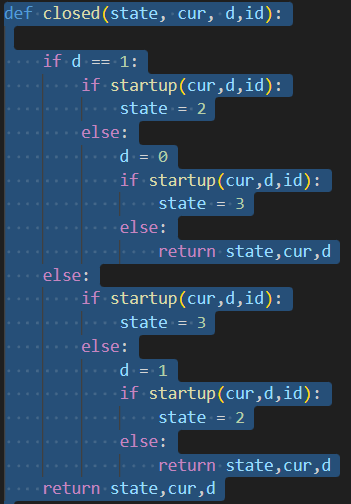 def closed(state, cur, d,id):
    if d == 1:
        if startup(cur,d,id):
            state = 2
        else:
            d = 0
            if startup(cur,d,id):
                state = 3
            else:
                return state,cur,d
    else:
        if startup(cur,d,id):
            state = 3
        else:
            d = 1
            if startup(cur,d,id):
                state = 2
            else:
                return state,cur,d
    return state,cur,d